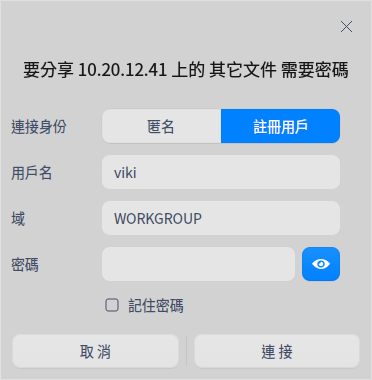 要分享 10.20.12.41 上的 其它文件 需要密碼
連接身份 匿名 註冊用戶
用戶名 viki
域 WORKGROUP
密碼
記住密碼
取消 連接